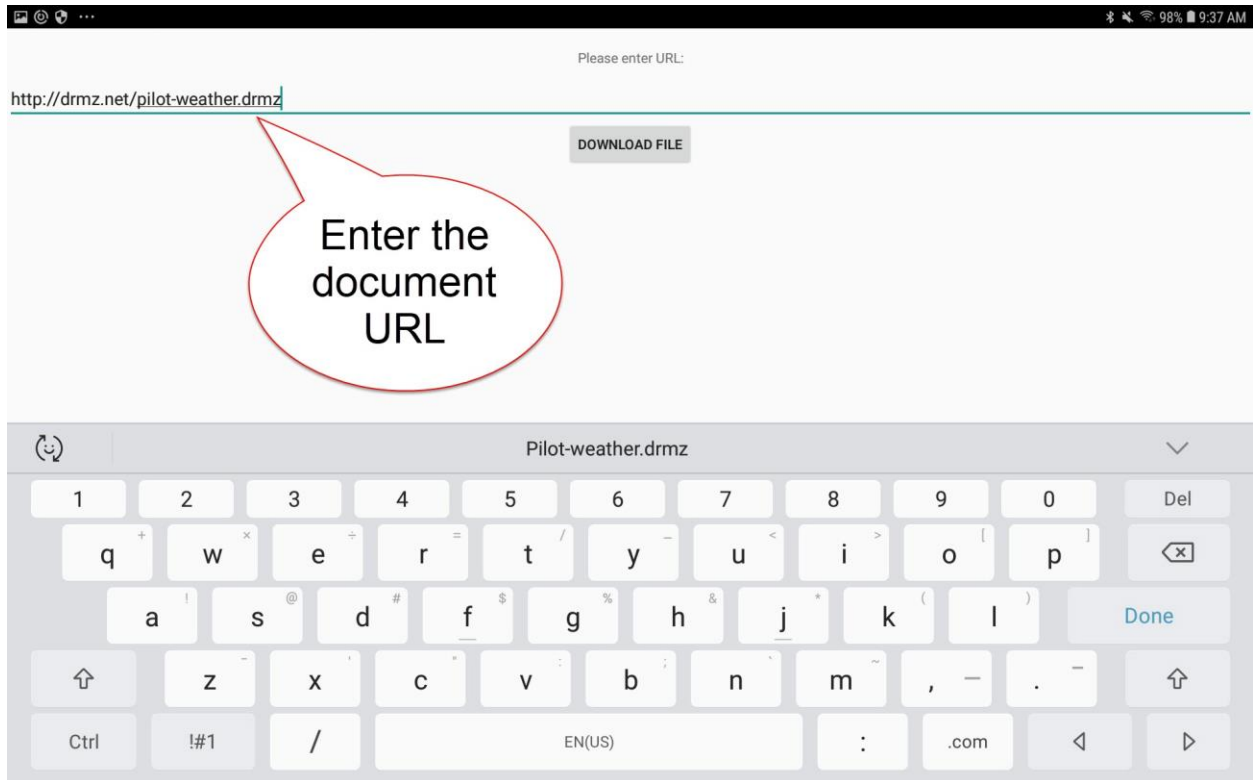 98% 9:37 AM
Please enter URL:
http://drmz.net/pilot-weather.drmz
DOWNLOAD FILE
Enter the
document
URL
Pilot-weather.drmz
1 2 3 4 5 6 7 8 9 0 Del
q + w × e ÷ r = t / y _ u < i > o [ p ]
a ! s @ d # f $ g % h & j * k ( l ) Done
z - x ' c " v : b ; n ` m ~ , — . –
Ctrl !#1 / EN(US) : .com